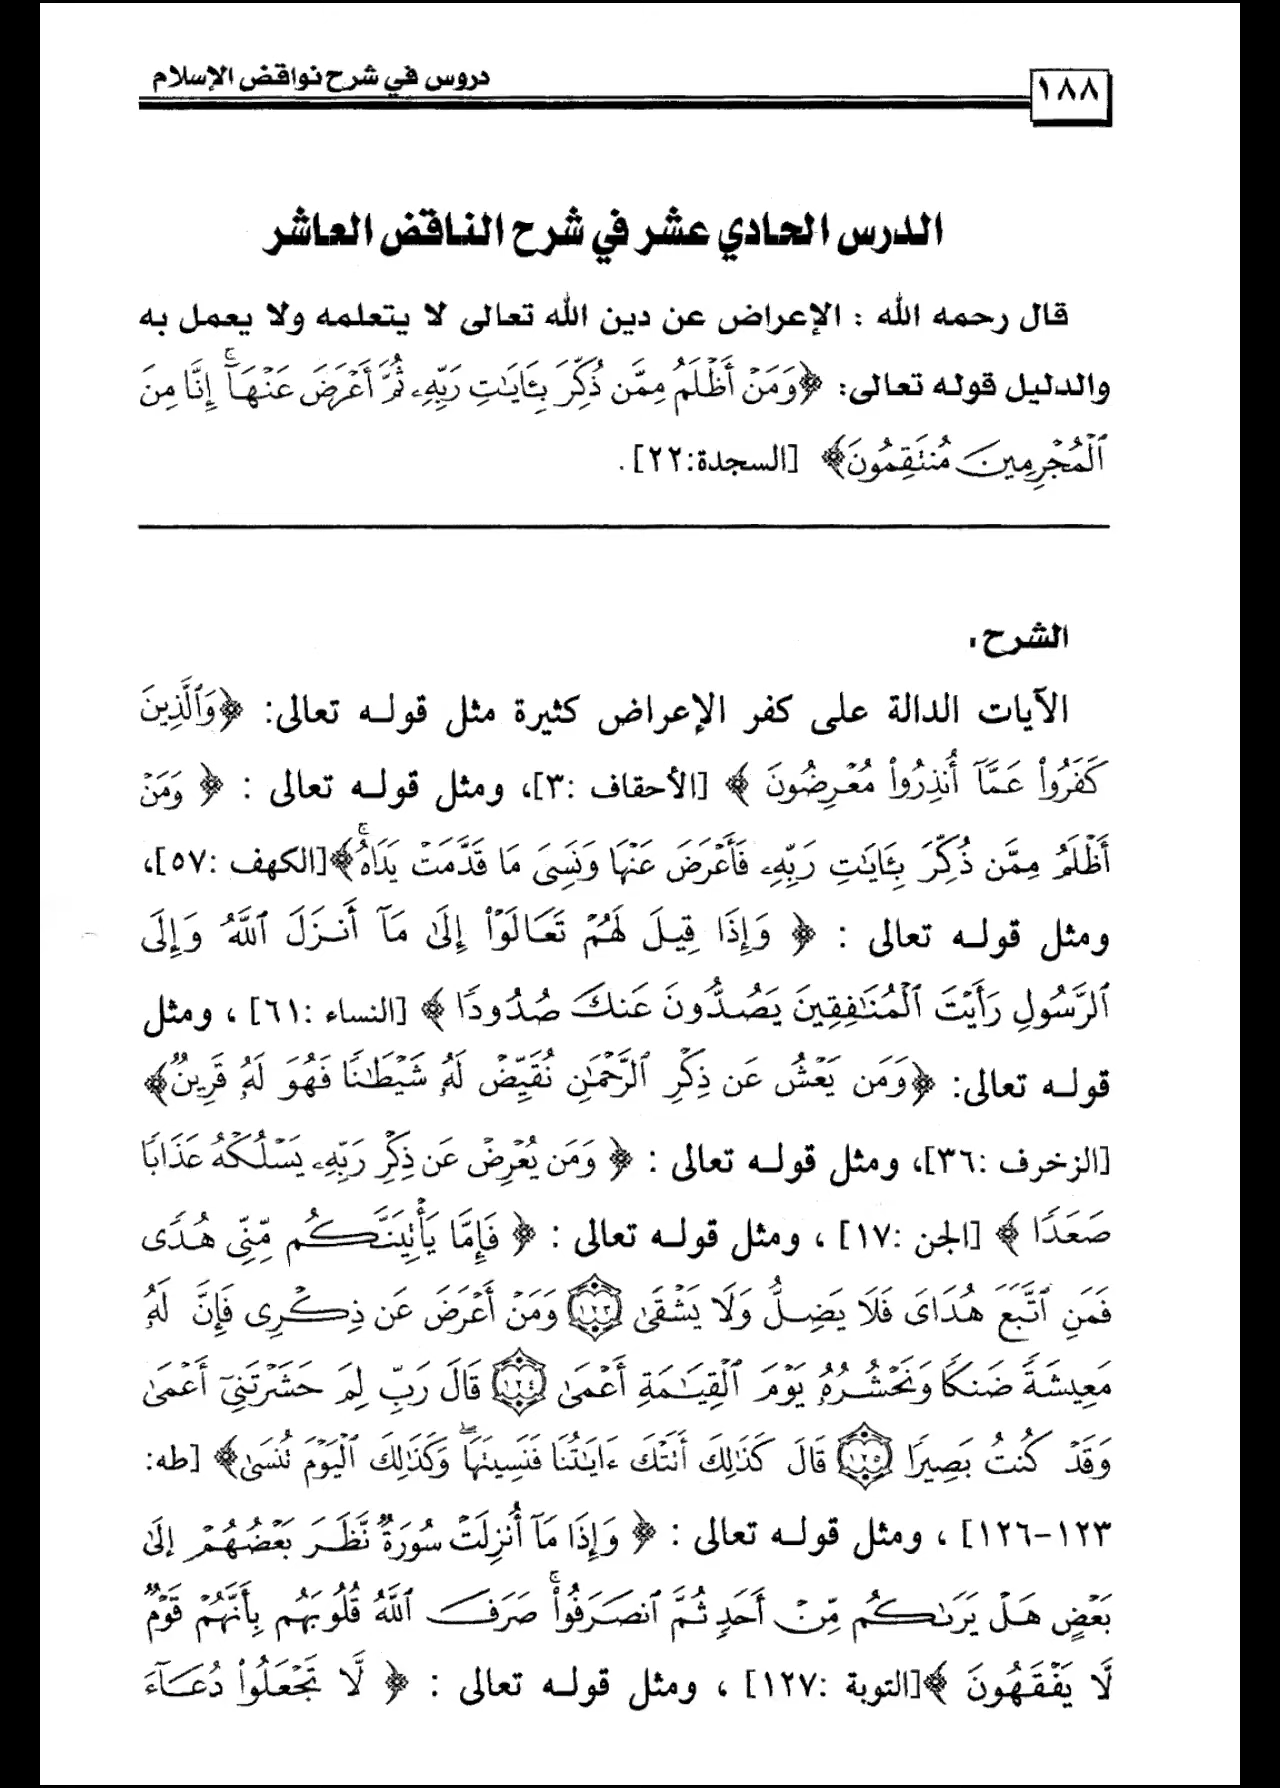 دروس في شرح نواقض الإسلام
١٨٨
الدرس الحادي عشر في شرح الناقض العاشر
قال رحمه الله : الإعراض عن دين الله تعالى لا يتعلمه ولا يعمل به
والدليل قوله تعالى: ﴿وَمَنْ أَظْلَمُ مِمَّن ذُكِّرَ بِـَٔايَـٰتِ رَبِّهِۦ ثُمَّ أَعْرَضَ عَنْهَآ ۚ إِنَّا مِنَ
ٱلْمُجْرِمِينَ مُنتَقِمُونَ﴾ [السجدة:٢٢].
الشرح:
الآيات الدالة على كفر الإعراض كثيرة مثل قوله تعالى: ﴿وَٱلَّذِينَ
كَفَرُوا۟ عَمَّآ أُنذِرُوا۟ مُعْرِضُونَ ﴾ [الأحقاف :٣]، ومثل قوله تعالى : ﴿ وَمَنْ
أَظْلَمُ مِمَّن ذُكِّرَ بِـَٔايَـٰتِ رَبِّهِۦ فَأَعْرَضَ عَنْهَا وَنَسِىَ مَا قَدَّمَتْ يَدَاهُ ۚ﴾[الكهف :٥٧]،
ومثل قوله تعالى : ﴿ وَإِذَا قِيلَ لَهُمْ تَعَالَوْا۟ إِلَىٰ مَآ أَنزَلَ ٱللَّهُ وَإِلَى
ٱلرَّسُولِ رَأَيْتَ ٱلْمُنَـٰفِقِينَ يَصُدُّونَ عَنكَ صُدُودًا ﴾ [النساء :٦١] ، ومثل
قوله تعالى: ﴿وَمَن يَعْشُ عَن ذِكْرِ ٱلرَّحْمَـٰنِ نُقَيِّضْ لَهُۥ شَيْطَـٰنًا فَهُوَ لَهُۥ قَرِينٌ﴾
[الزخرف :٣٦]، ومثل قوله تعالى : ﴿ وَمَن يُعْرِضْ عَن ذِكْرِ رَبِّهِۦ يَسْلُكْهُ عَذَابًا
صَعَدًا ﴾ [الجن :١٧] ، ومثل قوله تعالى : ﴿ فَإِمَّا يَأْتِيَنَّكُم مِّنِّى هُدًى
فَمَنِ ٱتَّبَعَ هُدَاىَ فَلَا يَضِلُّ وَلَا يَشْقَىٰ ١٢٣ وَمَنْ أَعْرَضَ عَن ذِكْرِى فَإِنَّ لَهُۥ
مَعِيشَةً ضَنكًا وَنَحْشُرُهُۥ يَوْمَ ٱلْقِيَـٰمَةِ أَعْمَىٰ ١٢٤ قَالَ رَبِّ لِمَ حَشَرْتَنِىٓ أَعْمَىٰ
وَقَدْ كُنتُ بَصِيرًا ١٢٥ قَالَ كَذَٰلِكَ أَتَتْكَ ءَايَـٰتُنَا فَنَسِيتَهَا ۖ وَكَذَٰلِكَ ٱلْيَوْمَ تُنسَىٰ﴾ [طه:
١٢٣-١٢٦] ، ومثل قوله تعالى : ﴿ وَإِذَا مَآ أُنزِلَتْ سُورَةٌ نَّظَرَ بَعْضُهُمْ إِلَىٰ
بَعْضٍ هَلْ يَرَىٰكُم مِّنْ أَحَدٍ ثُمَّ ٱنصَرَفُوا۟ ۚ صَرَفَ ٱللَّهُ قُلُوبَهُم بِأَنَّهُمْ قَوْمٌ
لَّا يَفْقَهُونَ ﴾[التوبة :١٢٧] ، ومثل قوله تعالى : ﴿ لَّا تَجْعَلُوا۟ دُعَآءَ